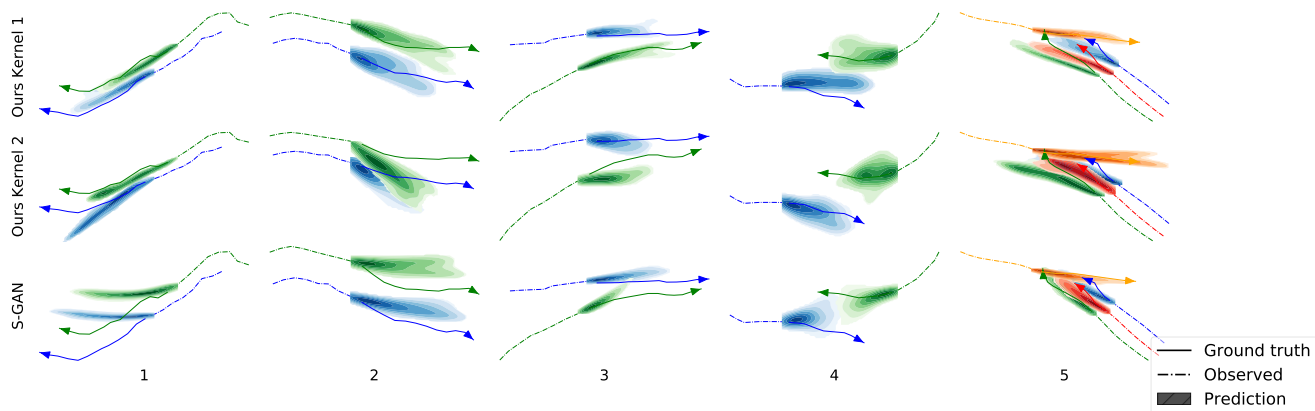 Ours Kernel 1
Ours Kernel 2
S-GAN
1 2 3 4 5
Ground truth
Observed
Prediction